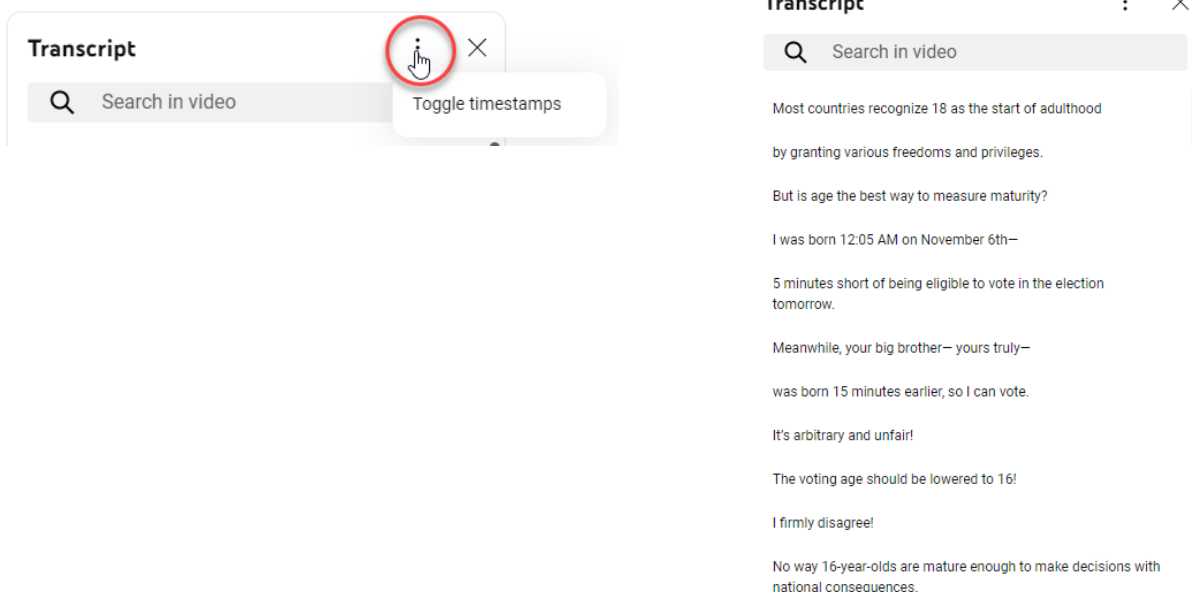 Transcript
Search in video
Toggle timestamps
Transcript
Search in video
Most countries recognize 18 as the start of adulthood
by granting various freedoms and privileges.
But is age the best way to measure maturity?
I was born 12:05 AM on November 6th—
5 minutes short of being eligible to vote in the election
tomorrow.
Meanwhile, your big brother— yours truly—
was born 15 minutes earlier, so I can vote.
It's arbitrary and unfair!
The voting age should be lowered to 16!
I firmly disagree!
No way 16-year-olds are mature enough to make decisions with
national consequences.